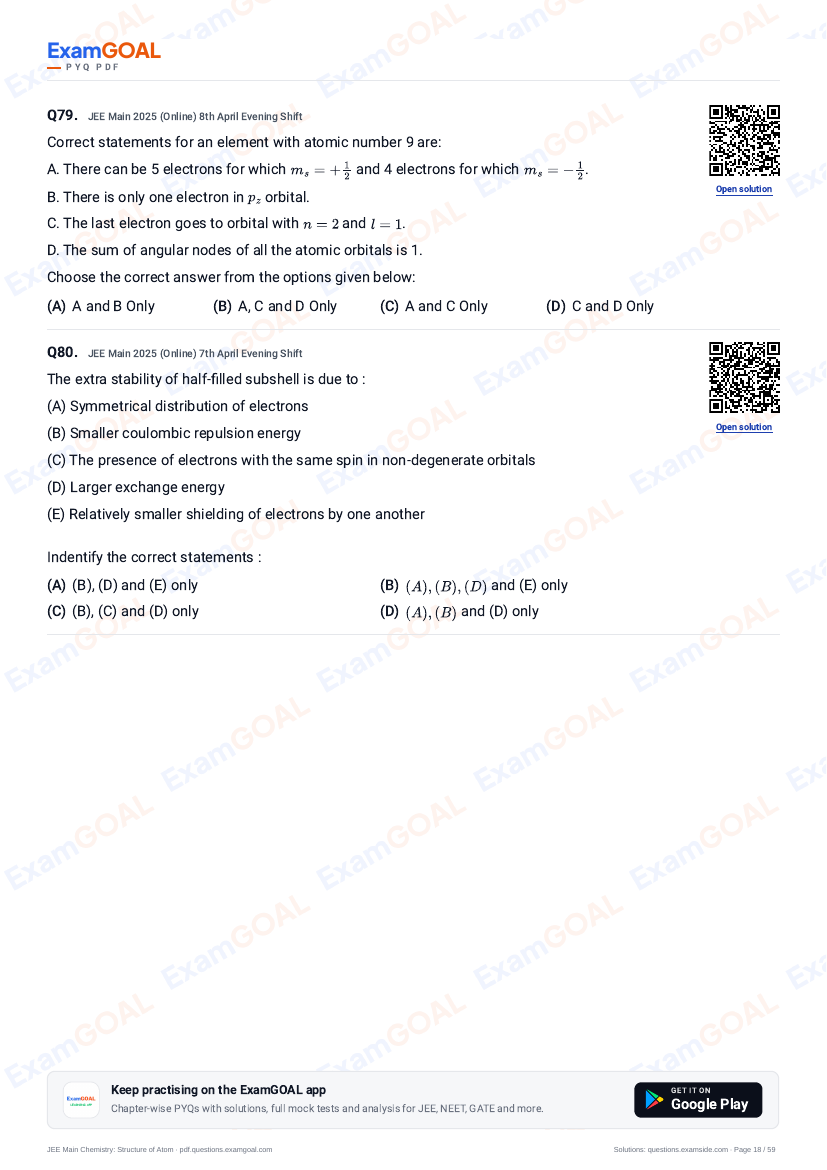 ExamGOAL
PYQ PDF
Q79. JEE Main 2025 (Online) 8th April Evening Shift
Correct statements for an element with atomic number 9 are:
A. There can be 5 electrons for which $m_s = +\frac{1}{2}$ and 4 electrons for which $m_s = -\frac{1}{2}$.
B. There is only one electron in $p_z$ orbital.
C. The last electron goes to orbital with $n = 2$ and $l = 1$.
D. The sum of angular nodes of all the atomic orbitals is 1.
Choose the correct answer from the options given below:
(A) A and B Only (B) A, C and D Only (C) A and C Only (D) C and D Only
Open solution
Q80. JEE Main 2025 (Online) 7th April Evening Shift
The extra stability of half-filled subshell is due to :
(A) Symmetrical distribution of electrons
(B) Smaller coulombic repulsion energy
(C) The presence of electrons with the same spin in non-degenerate orbitals
(D) Larger exchange energy
(E) Relatively smaller shielding of electrons by one another
Indentify the correct statements :
(A) (B), (D) and (E) only (B) $(A), (B), (D)$ and (E) only
(C) (B), (C) and (D) only (D) $(A), (B)$ and (D) only
Open solution
Keep practising on the ExamGOAL app
Chapter-wise PYQs with solutions, full mock tests and analysis for JEE, NEET, GATE and more.
GET IT ON
Google Play
JEE Main Chemistry: Structure of Atom · pdf.questions.examgoal.com
Solutions: questions.examside.com · Page 18 / 59